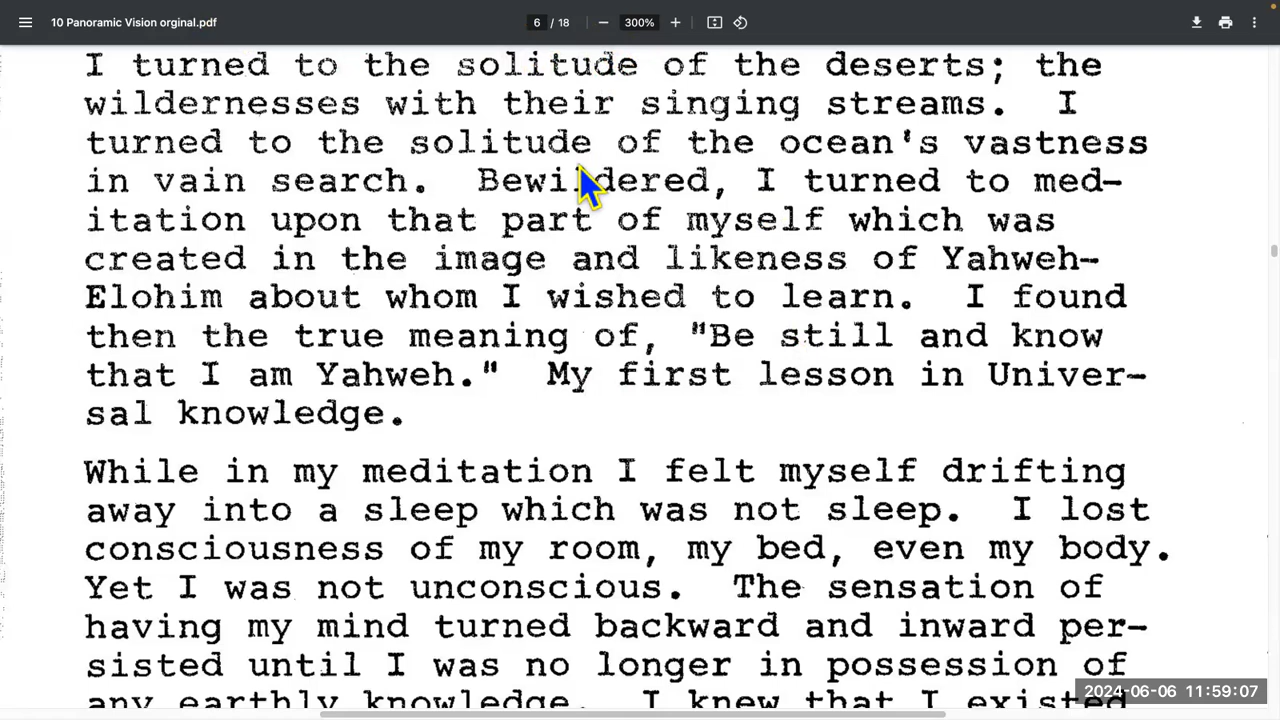 10 Panoramic Vision orginal.pdf
6 / 18
300%
I turned to the solitude of the deserts; the
wildernesses with their singing streams. I
turned to the solitude of the ocean's vastness
in vain search. Bewildered, I turned to med-
itation upon that part of myself which was
created in the image and likeness of Yahweh-
Elohim about whom I wished to learn. I found
then the true meaning of, "Be still and know
that I am Yahweh." My first lesson in Univer-
sal knowledge.
While in my meditation I felt myself drifting
away into a sleep which was not sleep. I lost
consciousness of my room, my bed, even my body.
Yet I was not unconscious. The sensation of
having my mind turned backward and inward per-
sisted until I was no longer in possession of
any earthly knowledge. I knew that I existed
2024-06-06 11:59:07